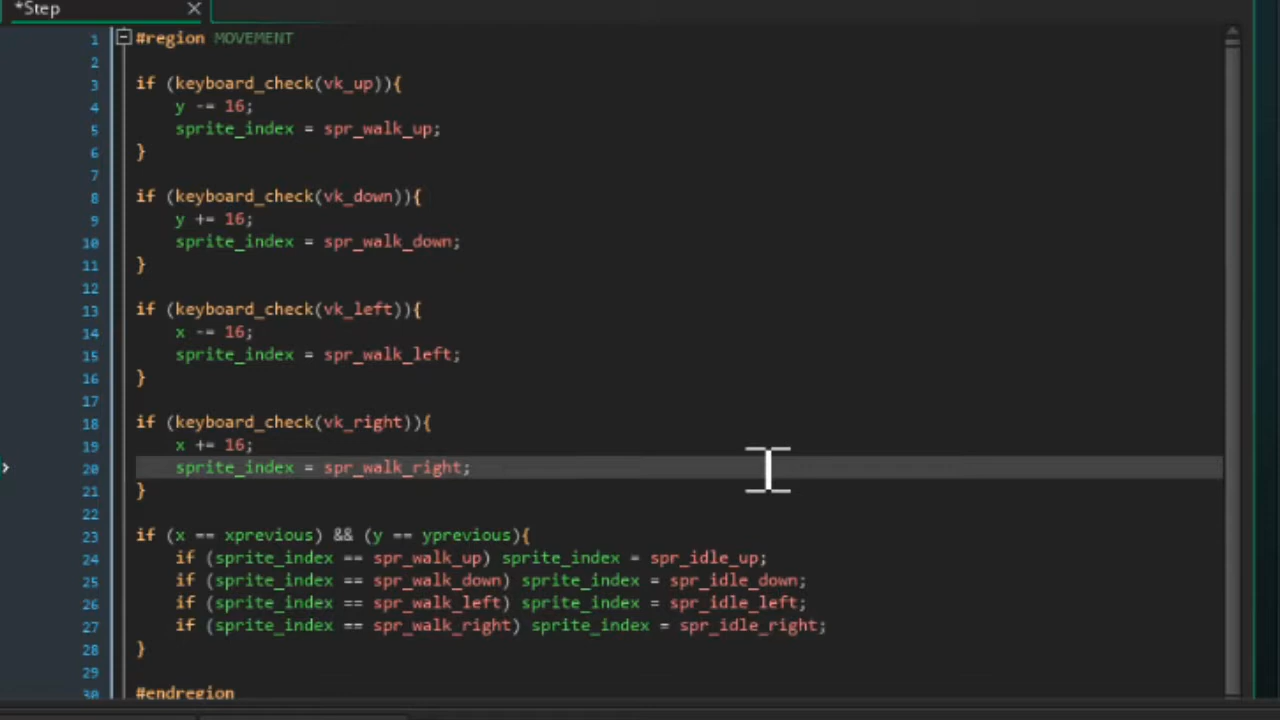 *Step
1 #region MOVEMENT
2
3 if (keyboard_check(vk_up)){
4 y -= 16;
5 sprite_index = spr_walk_up;
6 }
7
8 if (keyboard_check(vk_down)){
9 y += 16;
10 sprite_index = spr_walk_down;
11 }
12
13 if (keyboard_check(vk_left)){
14 x -= 16;
15 sprite_index = spr_walk_left;
16 }
17
18 if (keyboard_check(vk_right)){
19 x += 16;
20 sprite_index = spr_walk_right;
21 }
22
23 if (x == xprevious) && (y == yprevious){
24 if (sprite_index == spr_walk_up) sprite_index = spr_idle_up;
25 if (sprite_index == spr_walk_down) sprite_index = spr_idle_down;
26 if (sprite_index == spr_walk_left) sprite_index = spr_idle_left;
27 if (sprite_index == spr_walk_right) sprite_index = spr_idle_right;
28 }
29
30 #endregion